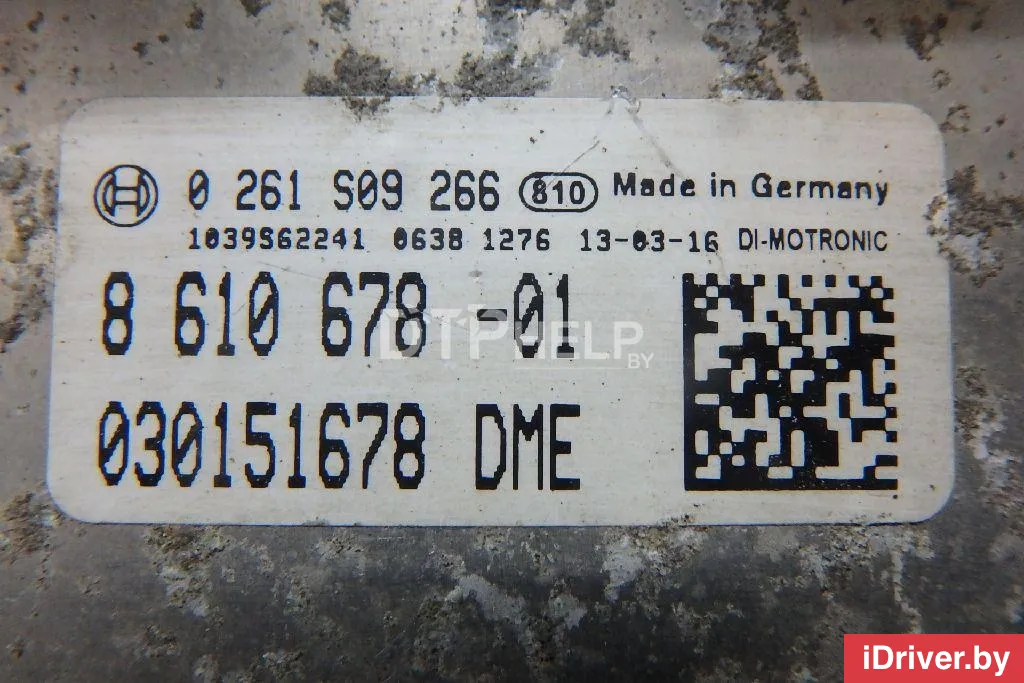 0 261 S09 266 810 Made in Germany
1039S62241 0638 1276 13-03-16 DI-MOTRONIC
8 610 678 -01
DTPHELP.BY
030151678 DME
iDriver.by